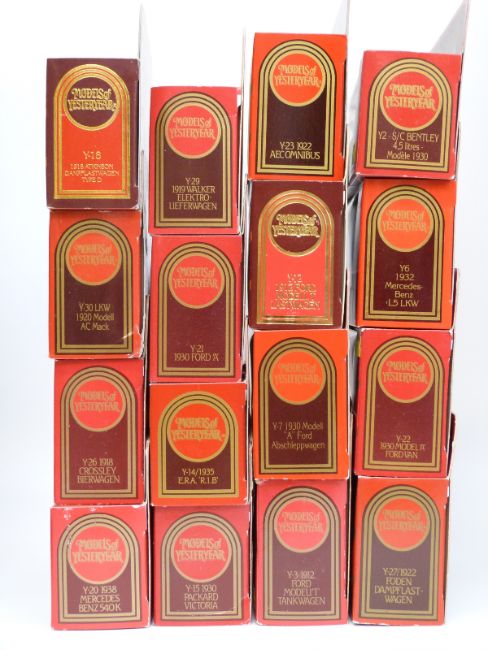 MODELS of
YESTERYEAR
Y-18
1918 ATKINSON
DAMPFLASTWAGEN
TYPE D
MODELS of
YESTERYEAR
Y-30 LKW
1920 Modell
AC Mack
MODELS of
YESTERYEAR
Y-26 1918
CROSSLEY
BIERWAGEN
MODELS of
YESTERYEAR
Y-20 1938
MERCEDES
BENZ 540K
MODELS of
YESTERYEAR
Y-29
1919 WALKER
ELEKTRO-
LIEFERWAGEN
MODELS of
YESTERYEAR
Y-21
1930 FORD 'A'
MODELS of
YESTERYEAR
Y-14/1935
E.R.A. 'R.I.B'
MODELS of
YESTERYEAR
Y-15 1930
PACKARD
VICTORIA
MODELS of
YESTERYEAR
Y-23 1922
AEC OMNIBUS
MODELS of
YESTERYEAR
1912 FORD
MODELS of
YESTERYEAR
Y-7 1930 Modell
"A" Ford
Abschleppwagen
MODELS of
YESTERYEAR
Y-3/1912
FORD
MODEL 'T'
TANKWAGEN
MODELS of
YESTERYEAR
Y2 - S/C BENTLEY
4,5 litres -
Modèle 1930
MODELS of
YESTERYEAR
Y6
1932
Mercedes-
Benz
L5 LKW
MODELS of
YESTERYEAR
Y-22
1930 MODEL 'A'
FORD VAN
MODELS of
YESTERYEAR
Y-27/1922
FODEN
DAMPFLAST-
WAGEN